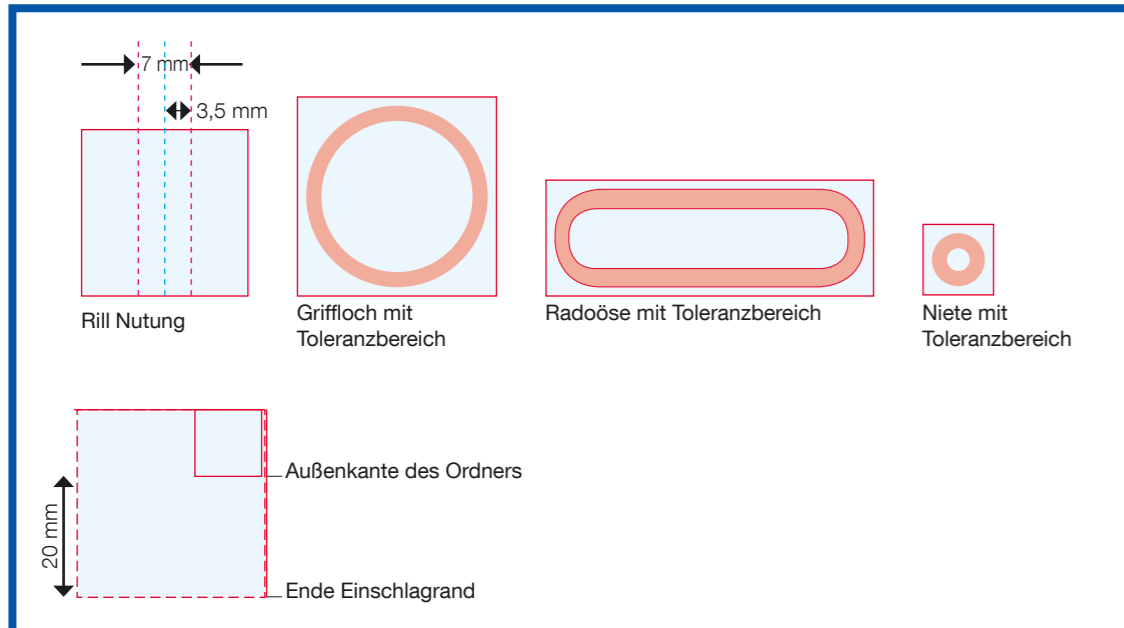 7 mm
3,5 mm
Rill Nutung
Griffloch mit
Toleranzbereich
Radoöse mit Toleranzbereich
Niete mit
Toleranzbereich
Außenkante des Ordners
20 mm
Ende Einschlagrand